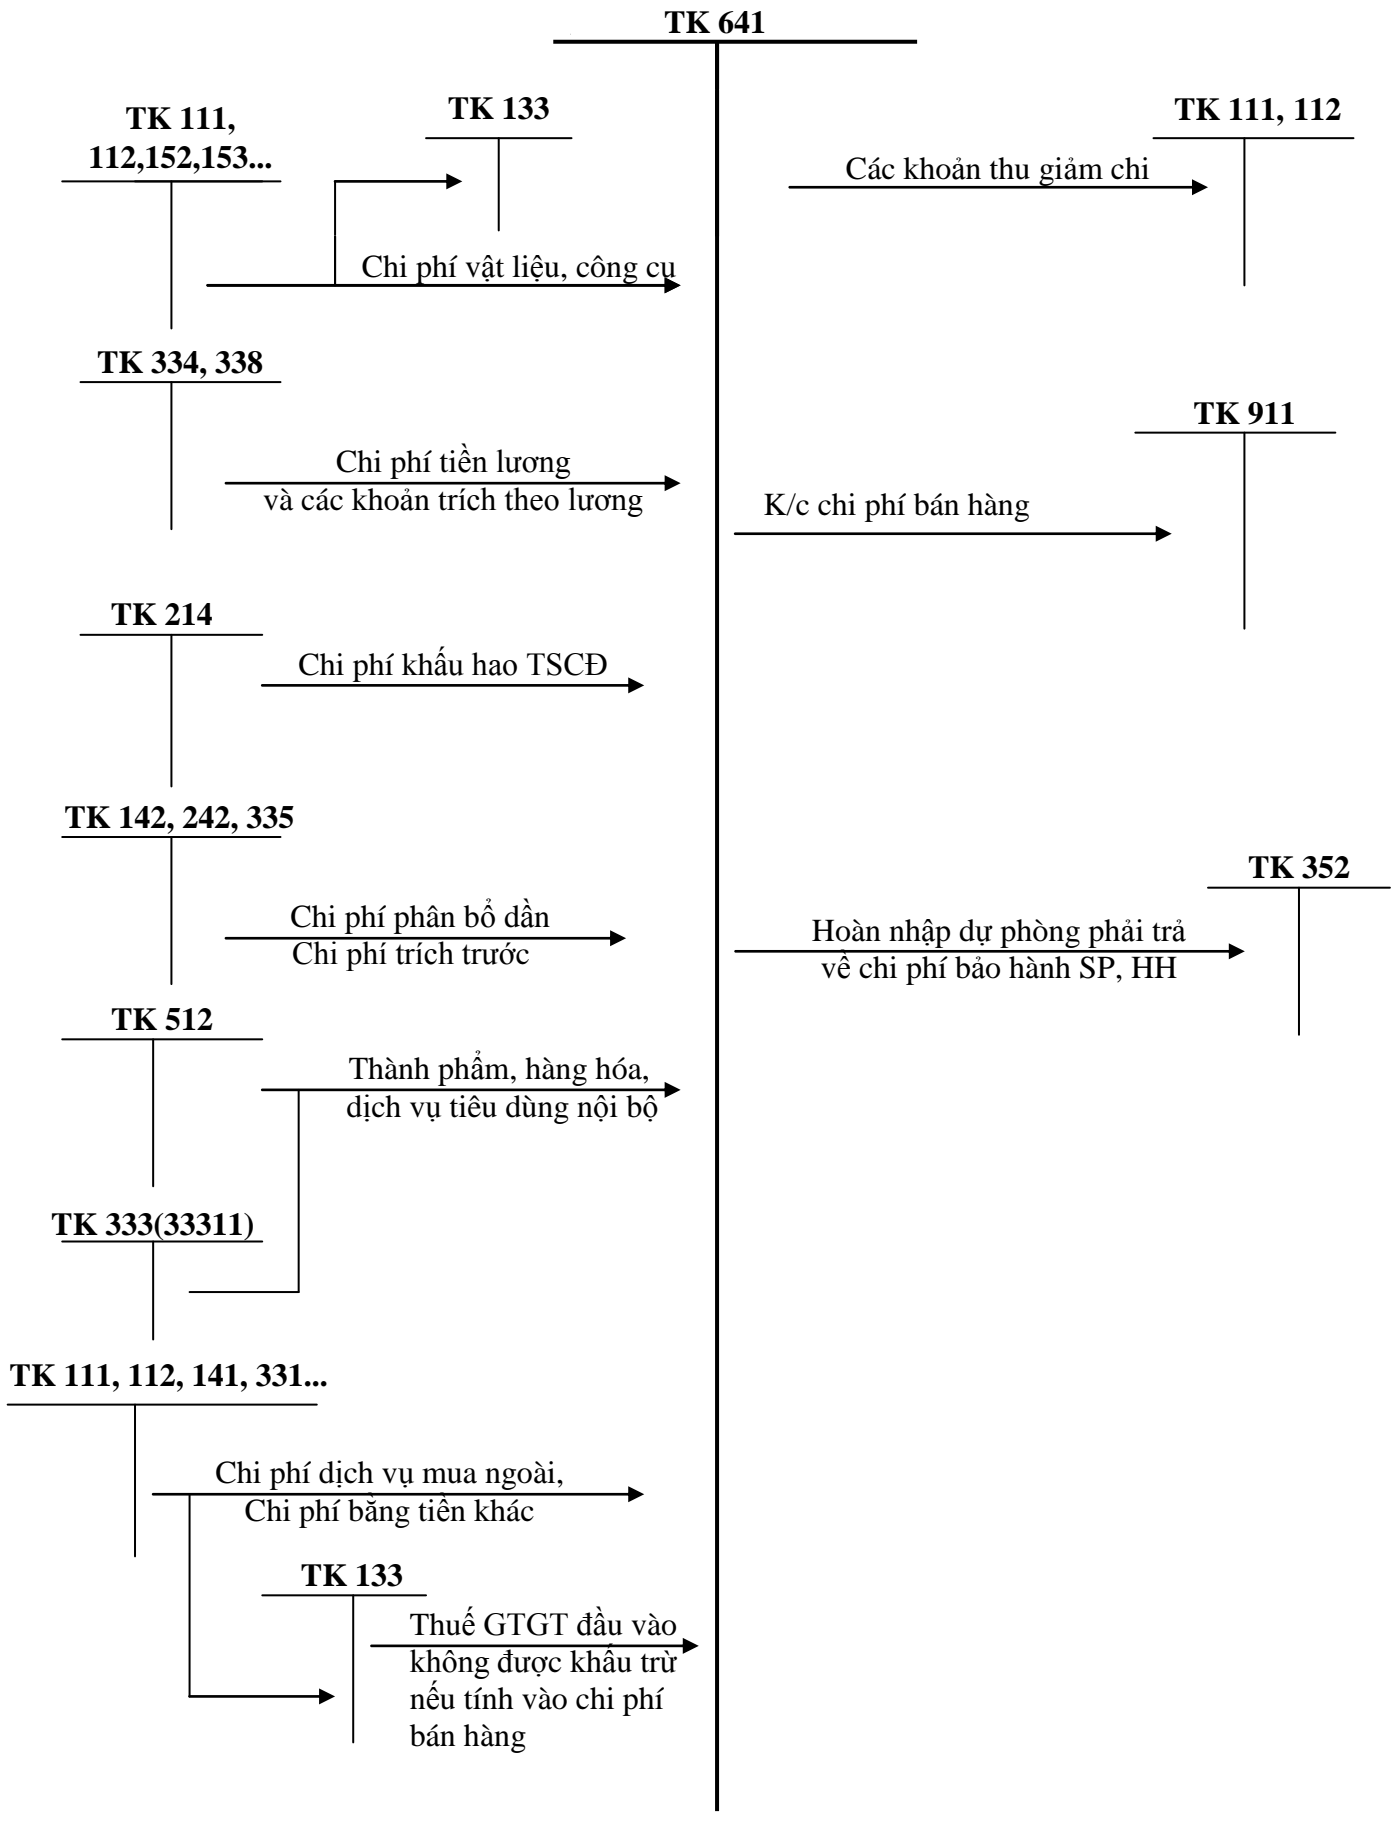 TK 641
TK 111,
112,152,153...
TK 133
TK 111, 112
Các khoản thu giảm chi
Chi phí vật liệu, công cụ
TK 334, 338
TK 911
Chi phí tiền lương
và các khoản trích theo lương
K/c chi phí bán hàng
TK 214
Chi phí khấu hao TSCĐ
TK 142, 242, 335
TK 352
Chi phí phân bổ dần
Chi phí trích trước
Hoàn nhập dự phòng phải trả
về chi phí bảo hành SP, HH
TK 512
Thành phẩm, hàng hóa,
dịch vụ tiêu dùng nội bộ
TK 333(33311)
TK 111, 112, 141, 331...
Chi phí dịch vụ mua ngoài,
Chi phí bằng tiền khác
TK 133
Thuế GTGT đầu vào
không được khấu trừ
nếu tính vào chi phí
bán hàng